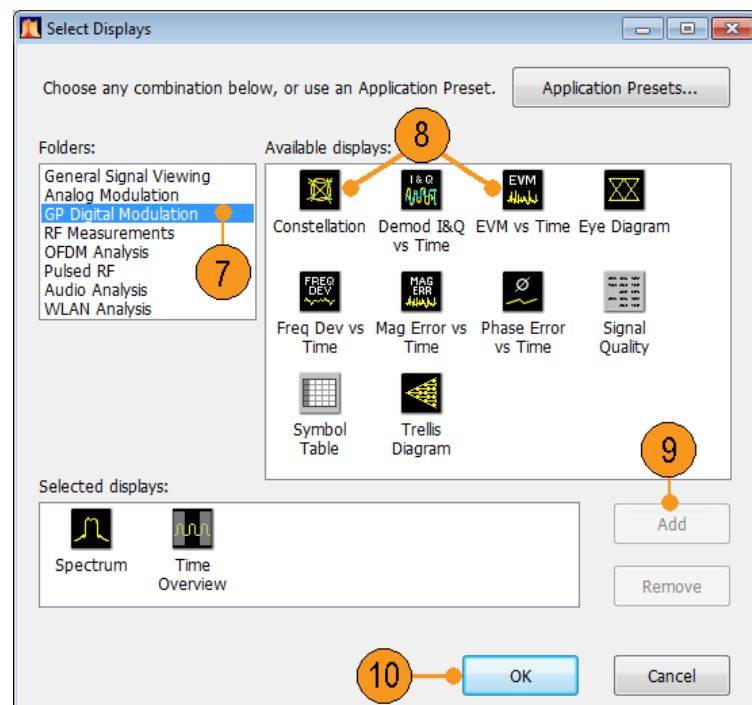 Select Displays
Choose any combination below, or use an Application Preset.
Application Presets...
8
Folders:
Available displays:
General Signal Viewing
Analog Modulation
GP Digital Modulation
RF Measurements
OFDM Analysis
Pulsed RF
Audio Analysis
WLAN Analysis
7
I & Q
EVM
Constellation
Demod I&Q
vs Time
EVM vs Time
Eye Diagram
FREQ
DEV
MAG
ERR
Ø
Freq Dev vs
Time
Mag Error vs
Time
Phase Error
vs Time
Signal
Quality
Symbol
Table
Trellis
Diagram
9
Selected displays:
Add
Spectrum
Time
Overview
Remove
10
OK
Cancel